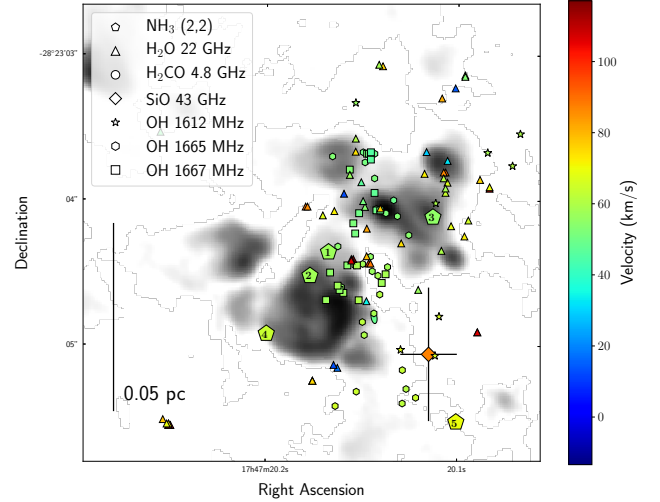 NH₃ (2,2)
H₂O 22 GHz
H₂CO 4.8 GHz
SiO 43 GHz
OH 1612 MHz
OH 1665 MHz
OH 1667 MHz
-28°23'03"
04"
05"
Declination
17h47m20.2s
20.1s
Right Ascension
0.05 pc
1
2
3
4
5
100
80
60
40
20
0
Velocity (km/s)